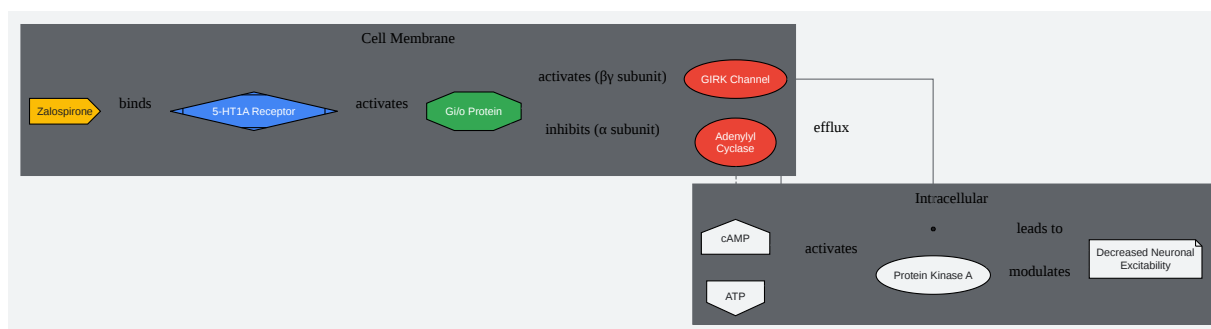 Cell Membrane
Zalospirone
binds
5-HT1A Receptor
activates
Gi/o Protein
activates (βγ subunit)
inhibits (α subunit)
GIRK Channel
Adenylyl
Cyclase
efflux
Intracellular
cAMP
ATP
activates
Protein Kinase A
leads to
modulates
Decreased Neuronal
Excitability